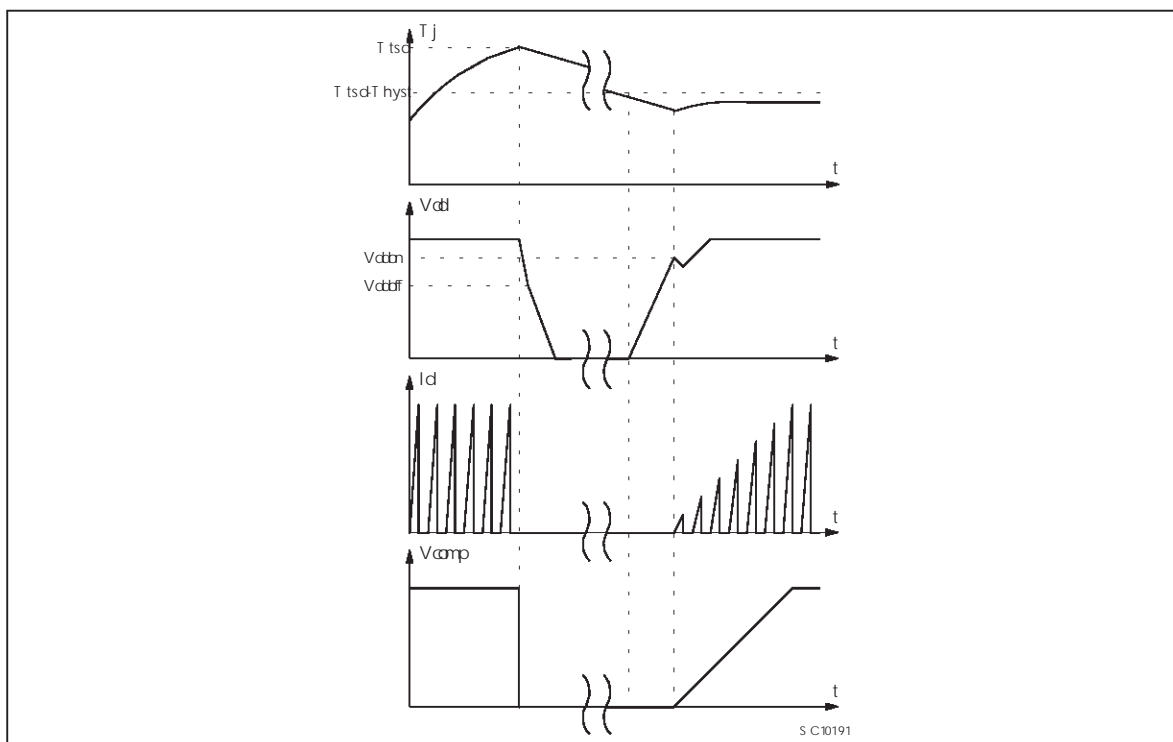 Tj
Ttsd
Ttsd-Thyst
t
Vdd
Vddon
Vddoff
t
Id
t
Vcomp
t
SC10191